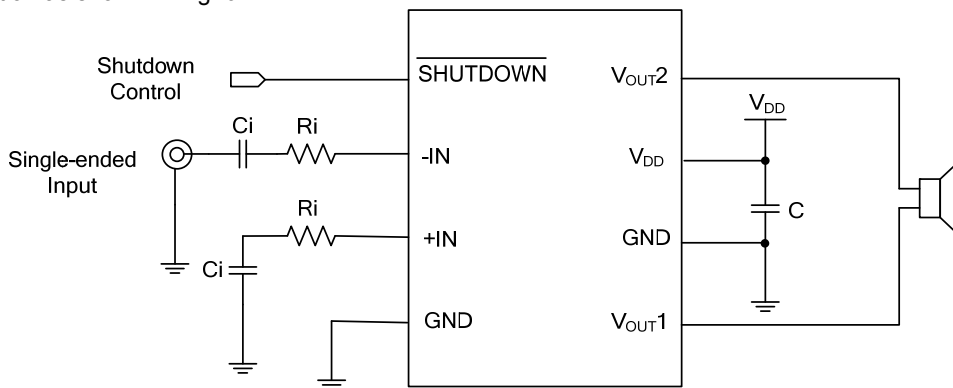 Shutdown
Control
SHUTDOWN
VOUT2
VDD
Ci
Ri
Single-ended
Input
-IN
VDD
C
Ri
+IN
GND
Ci
GND
VOUT1